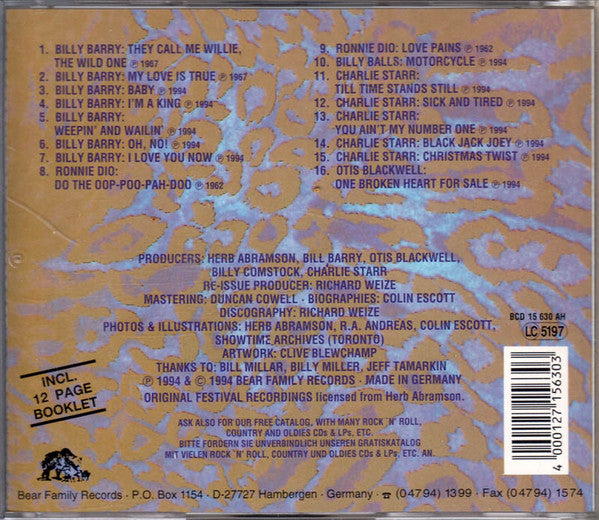 1. BILLY BARRY: THEY CALL ME WILLIE,
THE WILD ONE ℗ 1967
2. BILLY BARRY: MY LOVE IS TRUE ℗ 1967
3. BILLY BARRY: BABY ℗ 1994
4. BILLY BARRY: I'M A KING ℗ 1994
5. BILLY BARRY:
WEEPIN' AND WAILIN' ℗ 1994
6. BILLY BARRY: OH, NO! ℗ 1994
7. BILLY BARRY: I LOVE YOU NOW ℗ 1994
8. RONNIE DIO:
DO THE OOP-POO-PAH-DOO ℗ 1962
9. RONNIE DIO: LOVE PAINS ℗ 1962
10. BILLY BALLS: MOTORCYCLE ℗ 1994
11. CHARLIE STARR:
TILL TIME STANDS STILL ℗ 1994
12. CHARLIE STARR: SICK AND TIRED ℗ 1994
13. CHARLIE STARR:
YOU AIN'T MY NUMBER ONE ℗ 1994
14. CHARLIE STARR: BLACK JACK JOEY ℗ 1994
15. CHARLIE STARR: CHRISTMAS TWIST ℗ 1994
16. OTIS BLACKWELL:
ONE BROKEN HEART FOR SALE ℗ 1994
PRODUCERS: HERB ABRAMSON, BILL BARRY, OTIS BLACKWELL,
BILLY COMSTOCK, CHARLIE STARR
RE-ISSUE PRODUCER: RICHARD WEIZE
MASTERING: DUNCAN COWELL · BIOGRAPHIES: COLIN ESCOTT
DISCOGRAPHY: RICHARD WEIZE
PHOTOS & ILLUSTRATIONS: HERB ABRAMSON, R.A. ANDREAS, COLIN ESCOTT,
SHOWTIME ARCHIVES (TORONTO)
ARTWORK: CLIVE BLEWCHAMP
THANKS TO: BILL MILLAR, BILLY MILLER, JEFF TAMARKIN
℗ 1994 & © 1994 BEAR FAMILY RECORDS · MADE IN GERMANY
ORIGINAL FESTIVAL RECORDINGS licensed from Herb Abramson.
ASK ALSO FOR OUR FREE CATALOG, WITH MANY ROCK 'N' ROLL,
COUNTRY AND OLDIES CDs & LPs, ETC.
BITTE FORDERN SIE UNVERBINDLICH UNSEREN GRATISKATALOG
MIT VIELEN ROCK 'N' ROLL, COUNTRY UND OLDIES CDs & LPs, ETC. AN.
INCL.
12 PAGE
BOOKLET
BCD 15 630 AH
LC 5197
4 000127 156303
Bear Family Records · P.O. Box 1154 · D-27727 Hambergen · Germany · ☎ (0 47 94) 13 99 · Fax (0 47 94) 15 74